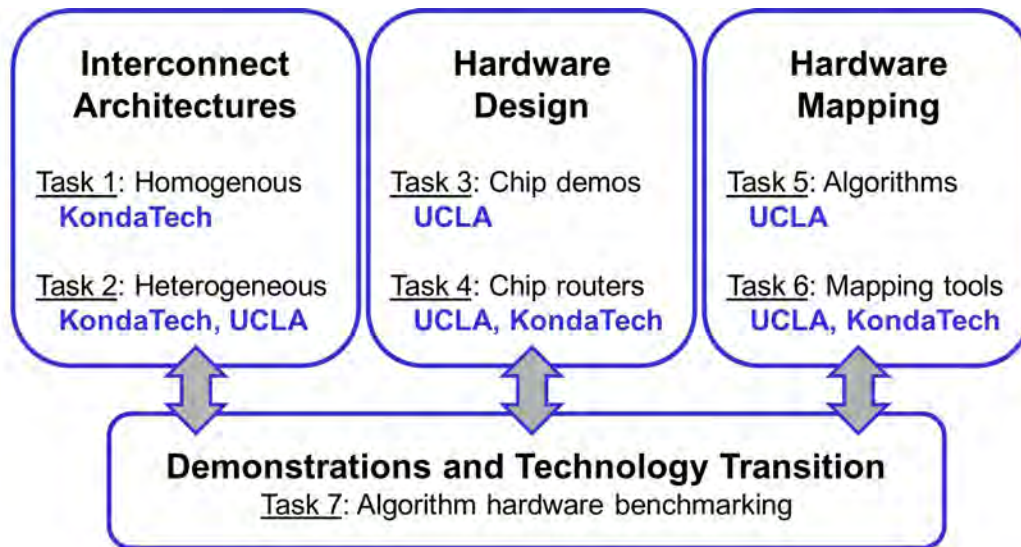 Interconnect
Architectures
Task 1: Homogenous
KondaTech
Task 2: Heterogeneous
KondaTech, UCLA
Hardware
Design
Task 3: Chip demos
UCLA
Task 4: Chip routers
UCLA, KondaTech
Hardware
Mapping
Task 5: Algorithms
UCLA
Task 6: Mapping tools
UCLA, KondaTech
Demonstrations and Technology Transition
Task 7: Algorithm hardware benchmarking